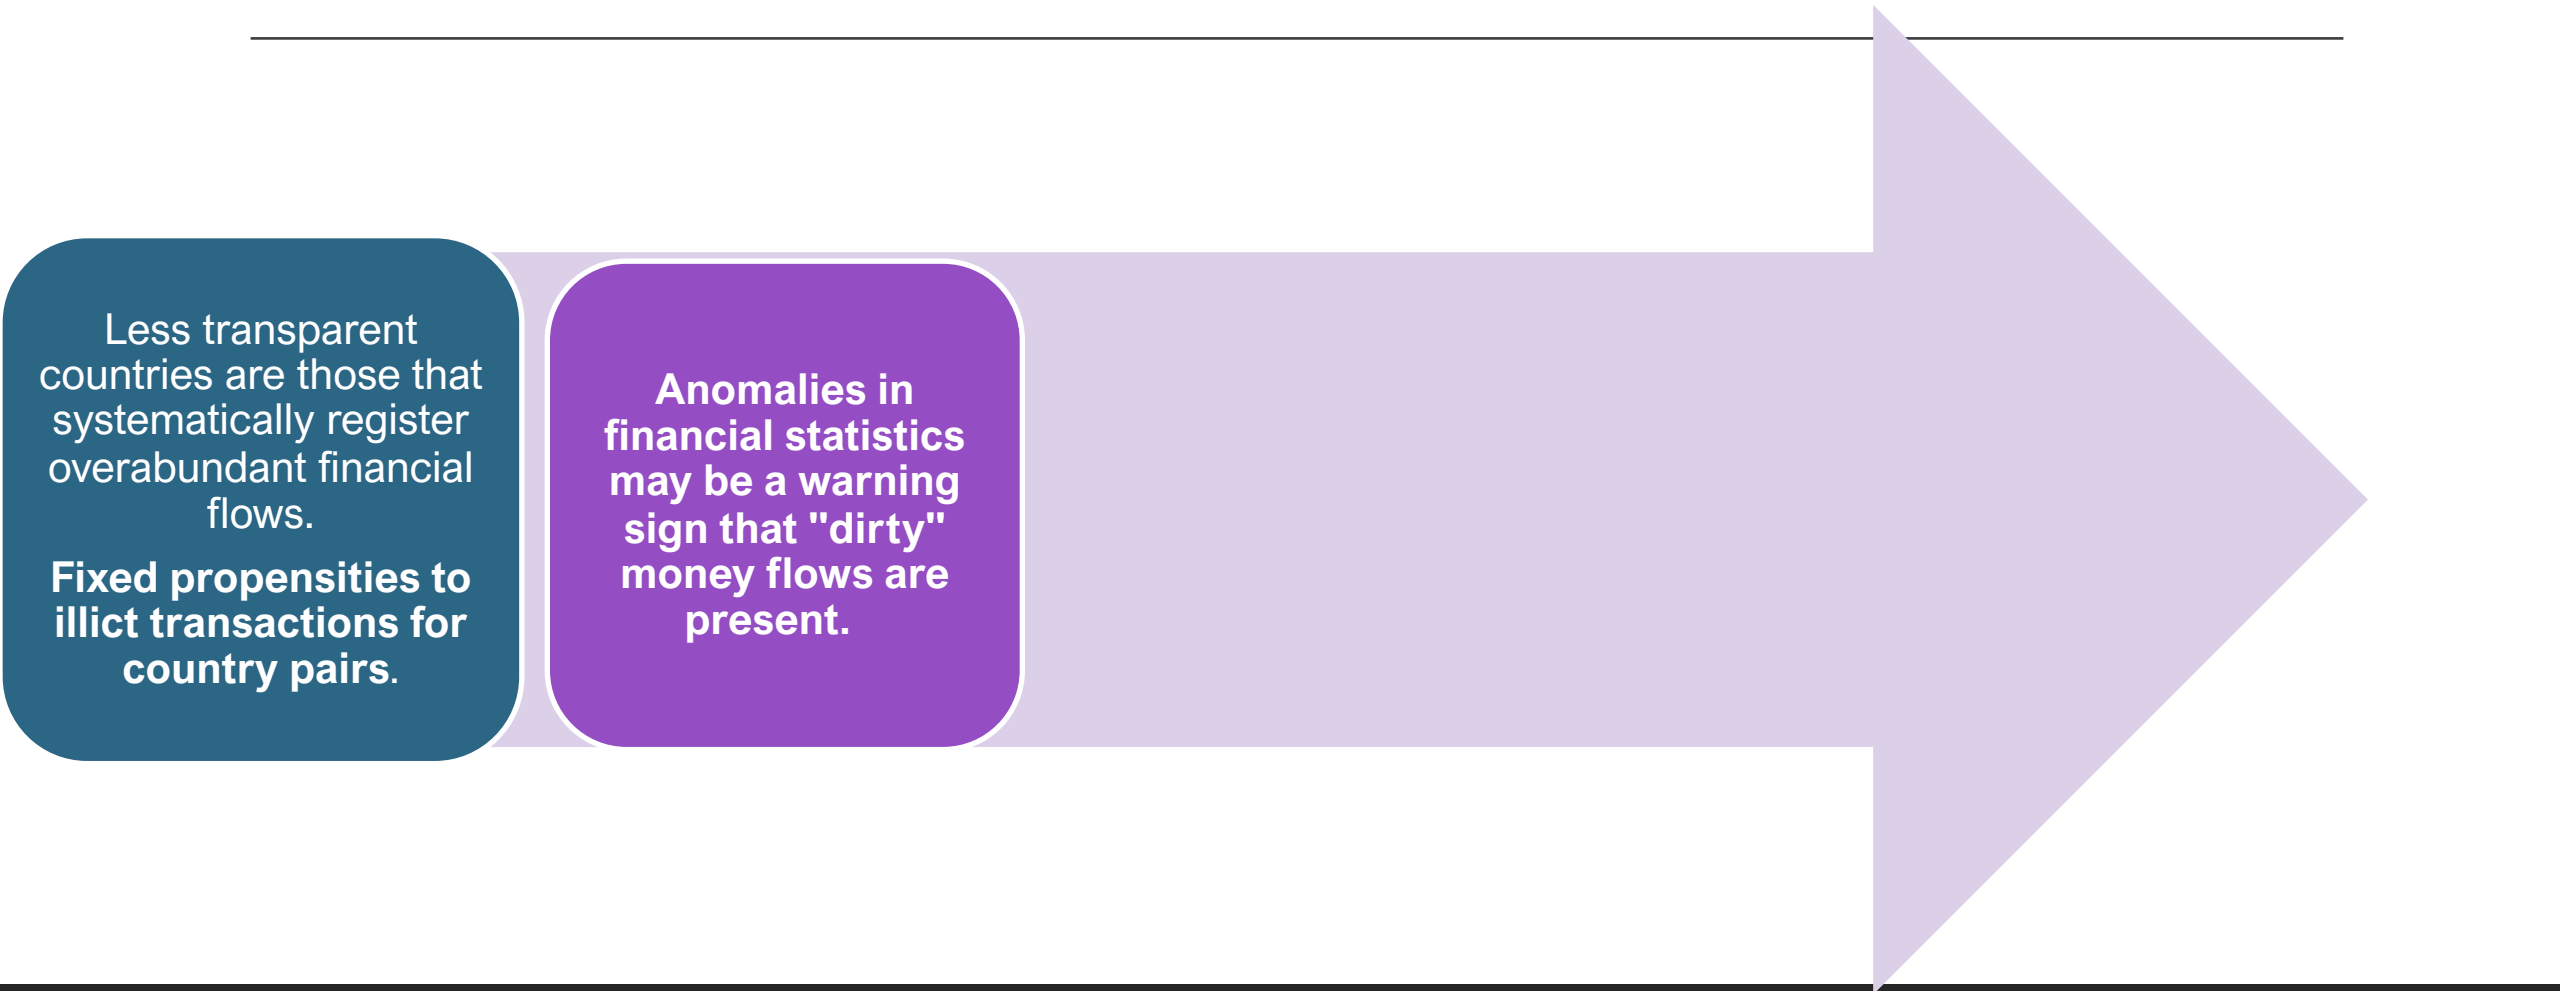 Less transparent
countries are those that
systematically register
overabundant financial
flows.
Fixed propensities to
illict transactions for
country pairs.
Anomalies in
financial statistics
may be a warning
sign that "dirty"
money flows are
present.